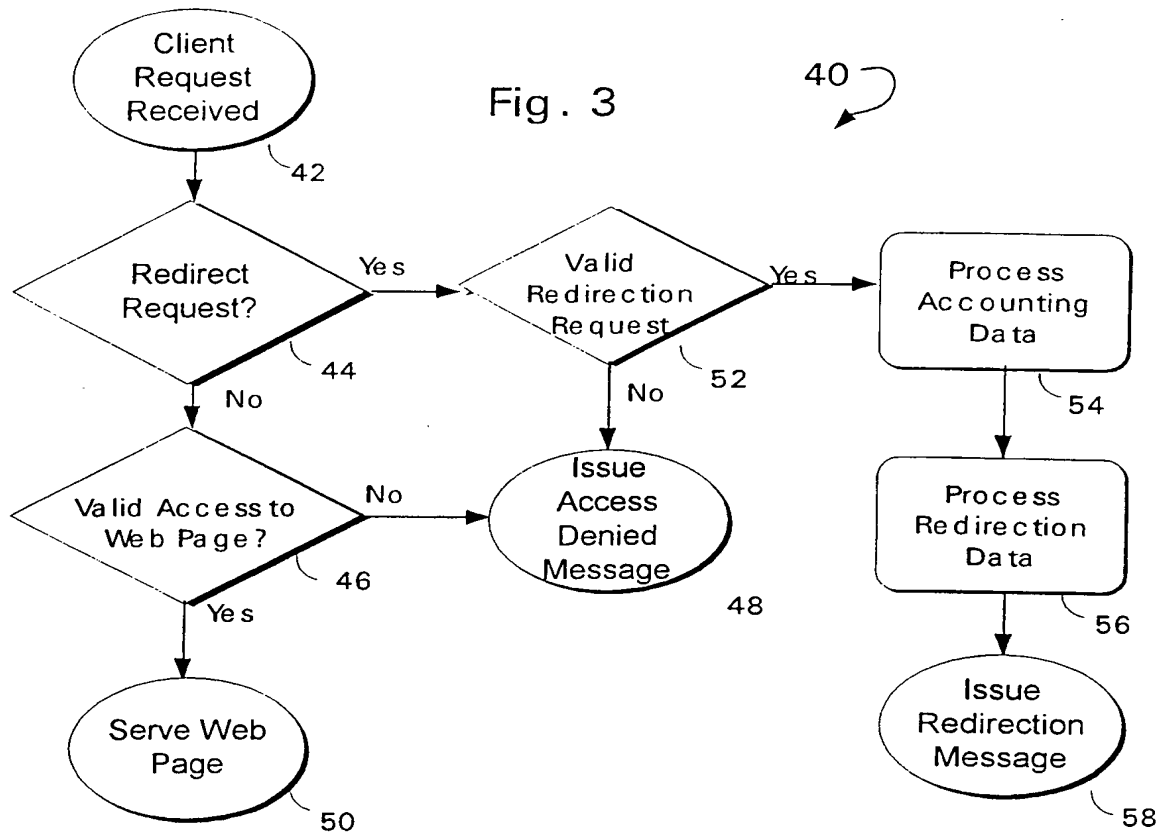 Client
Request
Received
42
Fig. 3
40
Redirect
Request?
44
Yes
No
Valid
Redirection
Request
52
Yes
No
Process
Accounting
Data
54
Valid Access to
Web Page?
46
No
Yes
Issue
Access
Denied
Message
48
Process
Redirection
Data
56
Serve Web
Page
50
Issue
Redirection
Message
58